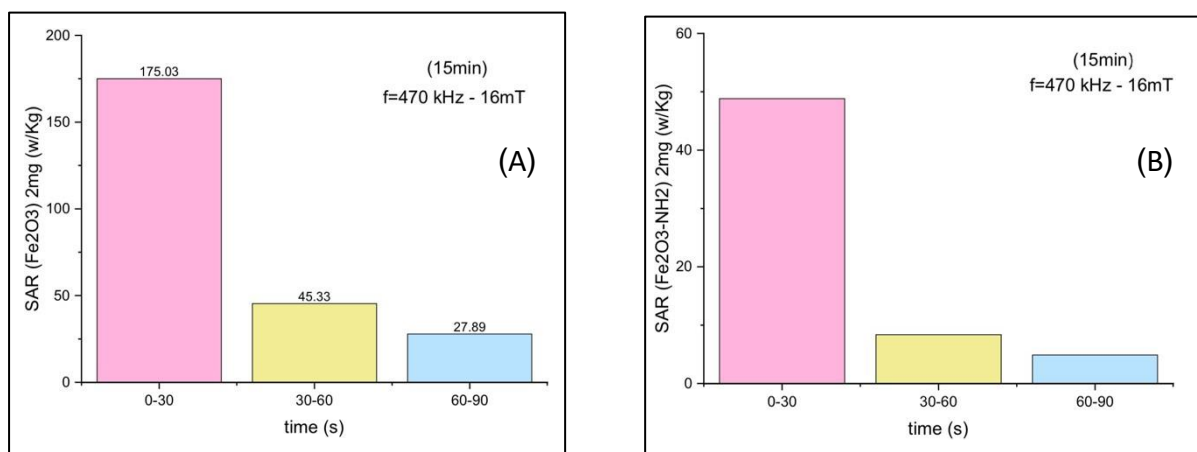 200
150
100
50
0
SAR (Fe2O3) 2mg (w/Kg)
175.03
45.33
27.89
(15min)
f=470 kHz - 16mT
(A)
0-30
30-60
60-90
time (s)
60
40
20
0
SAR (Fe2O3-NH2) 2mg (w/Kg)
(15min)
f=470 kHz - 16mT
(B)
0-30
30-60
60-90
time (s)